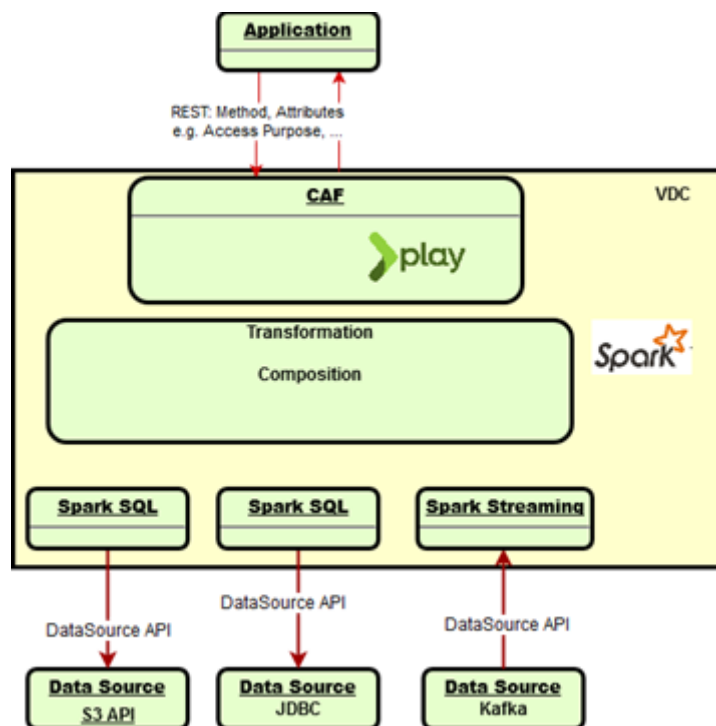 Application
REST: Method, Attributes
e.g. Access Purpose, ...
CAF
VDC
play
Transformation
Composition
Spark
Spark SQL
Spark SQL
Spark Streaming
DataSource API
DataSource API
DataSource API
Data Source
S3 API
Data Source
JDBC
Data Source
Kafka